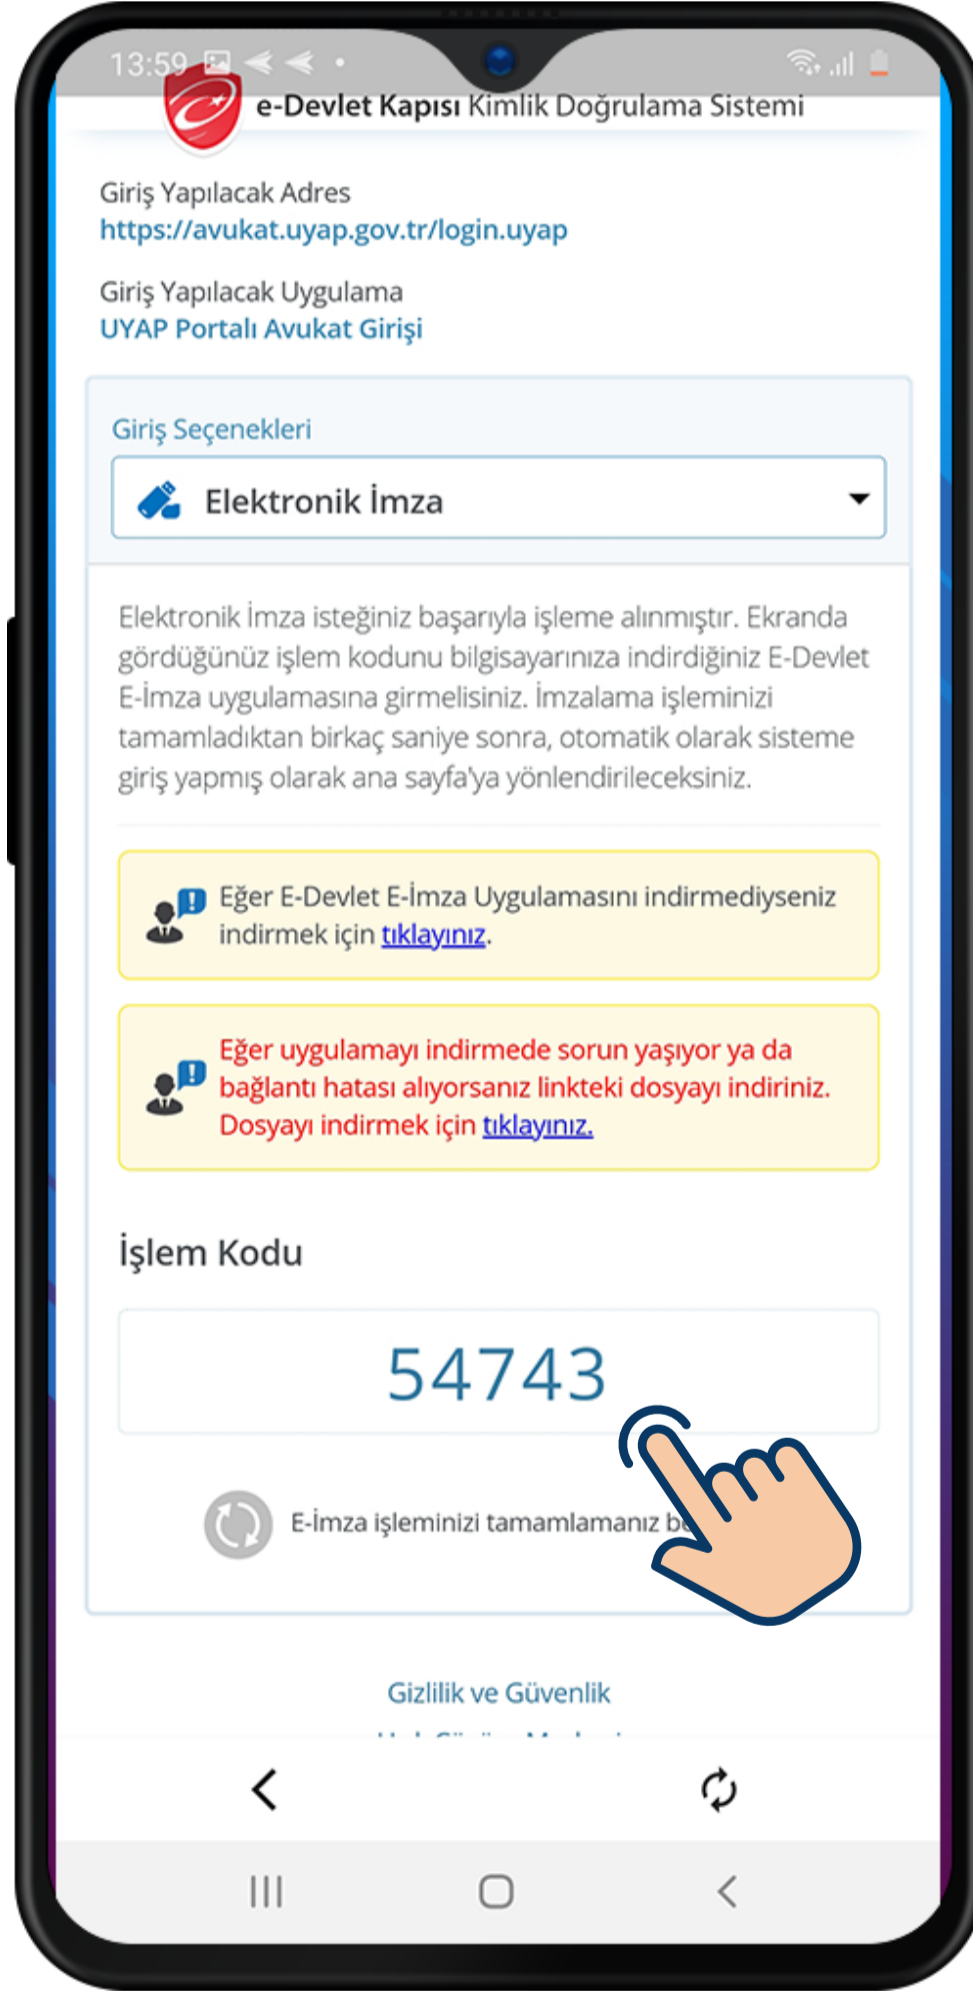 13:59
e-Devlet Kapısı Kimlik Doğrulama Sistemi
Giriş Yapılacak Adres
https://avukat.uyap.gov.tr/login.uyap
Giriş Yapılacak Uygulama
UYAP Portalı Avukat Girişi
Giriş Seçenekleri
Elektronik İmza
Elektronik İmza isteğiniz başarıyla işleme alınmıştır. Ekranda
gördüğünüz işlem kodunu bilgisayarınıza indirdiğiniz E-Devlet
E-İmza uygulamasına girmelisiniz. İmzalama işleminizi
tamamladıktan birkaç saniye sonra, otomatik olarak sisteme
giriş yapmış olarak ana sayfa'ya yönlendirileceksiniz.
Eğer E-Devlet E-İmza Uygulamasını indirmediyseniz
indirmek için tıklayınız.
Eğer uygulamayı indirmede sorun yaşıyor ya da
bağlantı hatası alıyorsanız linkteki dosyayı indiriniz.
Dosyayı indirmek için tıklayınız.
İşlem Kodu
54743
E-İmza işleminizi tamamlamanız
Gizlilik ve Güvenlik